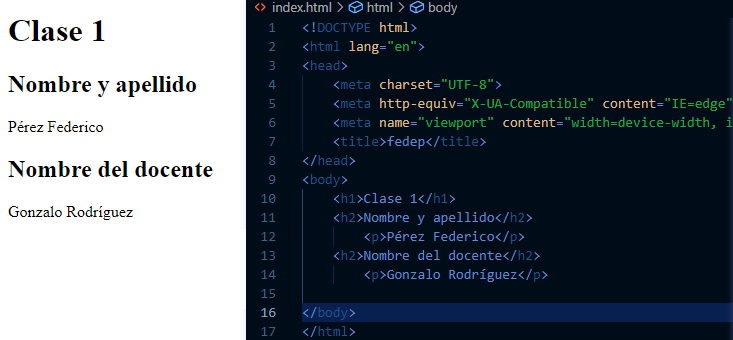 Clase 1
Nombre y apellido
Pérez Federico
Nombre del docente
Gonzalo Rodríguez
index.html > html > body
1 <!DOCTYPE html>
2 <html lang="en">
3 <head>
4 <meta charset="UTF-8">
5 <meta http-equiv="X-UA-Compatible" content="IE=edge"
6 <meta name="viewport" content="width=device-width, i
7 <title>fedep</title>
8 </head>
9 <body>
10 <h1>Clase 1</h1>
11 <h2>Nombre y apellido</h2>
12 <p>Pérez Federico</p>
13 <h2>Nombre del docente</h2>
14 <p>Gonzalo Rodríguez</p>
15
16 </body>
17 </html>